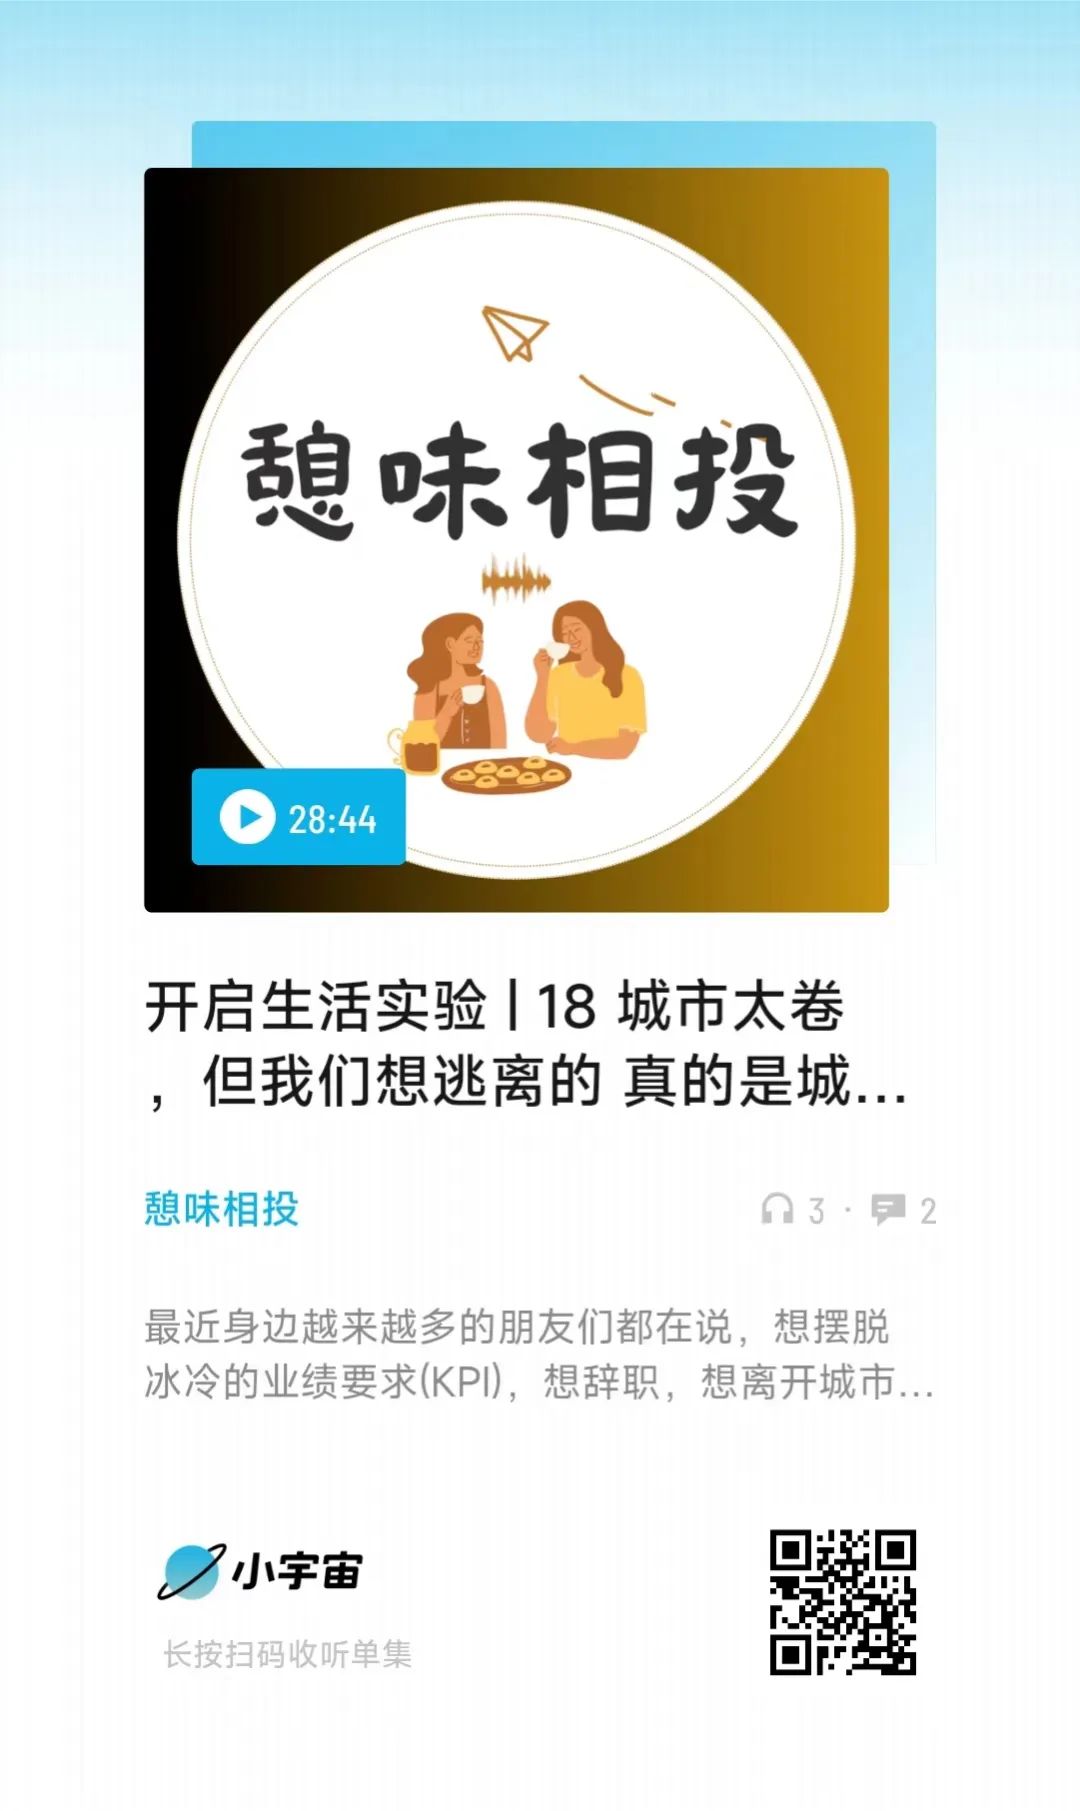 憩味相投
28:44
开启生活实验 | 18 城市太卷
，但我们想逃离的 真的是城...
憩味相投
3 · 2
最近身边越来越多的朋友们都在说，想摆脱
冰冷的业绩要求(KPI)，想辞职，想离开城市...
小宇宙
长按扫码收听单集